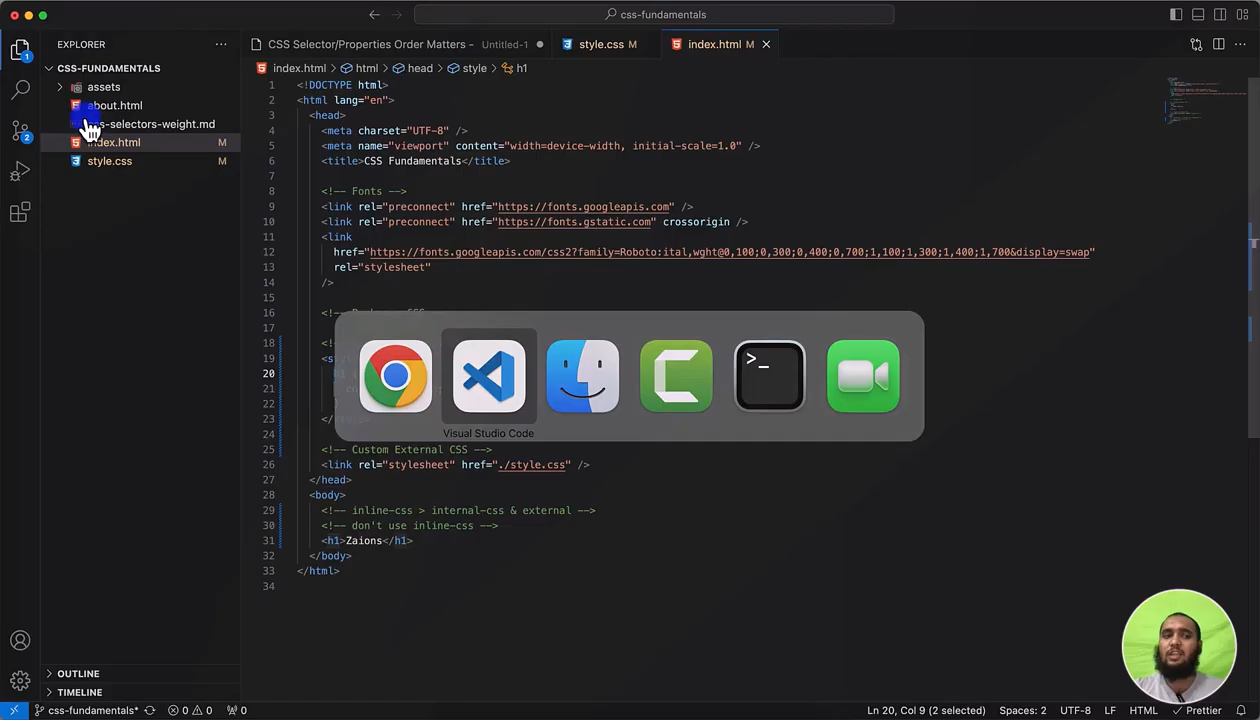 css-fundamentals
EXPLORER
CSS Selector/Properties Order Matters - Untitled-1
style.css M
index.html M
CSS-FUNDAMENTALS
assets
about.html
-selectors-weight.md
index.html M
style.css M
1
2
index.html
html
head
style
h1
1 <!DOCTYPE html>
2 <html lang="en">
3 <head>
4 <meta charset="UTF-8" />
5 <meta name="viewport" content="width=device-width, initial-scale=1.0" />
6 <title>CSS Fundamentals</title>
7
8 <!-- Fonts -->
9 <link rel="preconnect" href="https://fonts.googleapis.com" />
10 <link rel="preconnect" href="https://fonts.gstatic.com" crossorigin />
11 <link
12 href="https://fonts.googleapis.com/css2?family=Roboto:ital,wght@0,100;0,300;0,400;0,700;1,100;1,300;1,400;1,700&display=swap"
13 rel="stylesheet"
14 />
15
16 <!--
17
18 <!--
19
20
21
22
23
24
25 <!-- Custom External CSS -->
26 <link rel="stylesheet" href="./style.css" />
27 </head>
28 <body>
29 <!-- inline-css > internal-css & external -->
30 <!-- don't use inline-css -->
31 <h1>Zaions</h1>
32 </body>
33 </html>
34
Visual Studio Code
OUTLINE
TIMELINE
css-fundamentals*
0 0
0
Ln 20, Col 9 (2 selected)
Spaces: 2
UTF-8
LF
HTML
Prettier